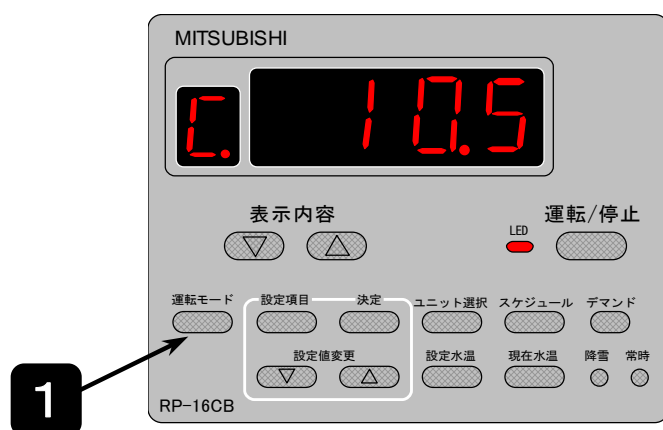 MITSUBISHI
C. 10.5
表示内容
運転/停止
LED
運転モード
設定項目
決定
ユニット選択
スケジュール
デマンド
設定値変更
設定水温
現在水温
降雪
常時
1
RP-16CB